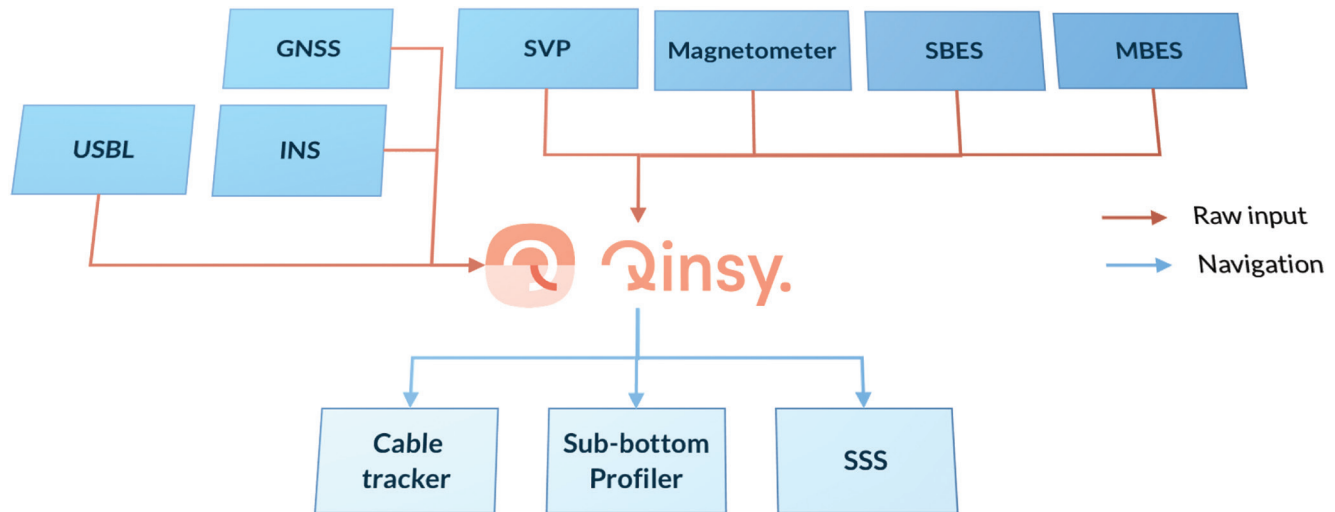 GNSS
SVP
Magnetometer
SBES
MBES
USBL
INS
Raw input
Qinsy.
Navigation
Cable
tracker
Sub-bottom
Profiler
SSS